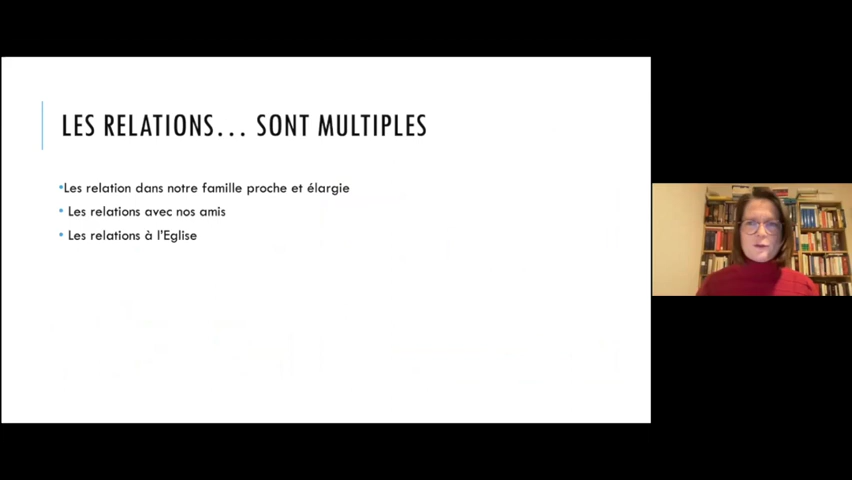 LES RELATIONS... SONT MULTIPLES
•Les relation dans notre famille proche et élargie
• Les relations avec nos amis
• Les relations à l'Eglise